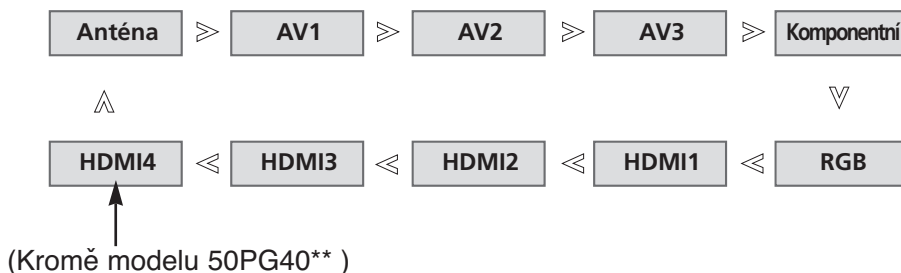 Anténa AV1 AV2 AV3 Komponentní
HDMI4 HDMI3 HDMI2 HDMI1 RGB
(Kromě modelu 50PG40** )